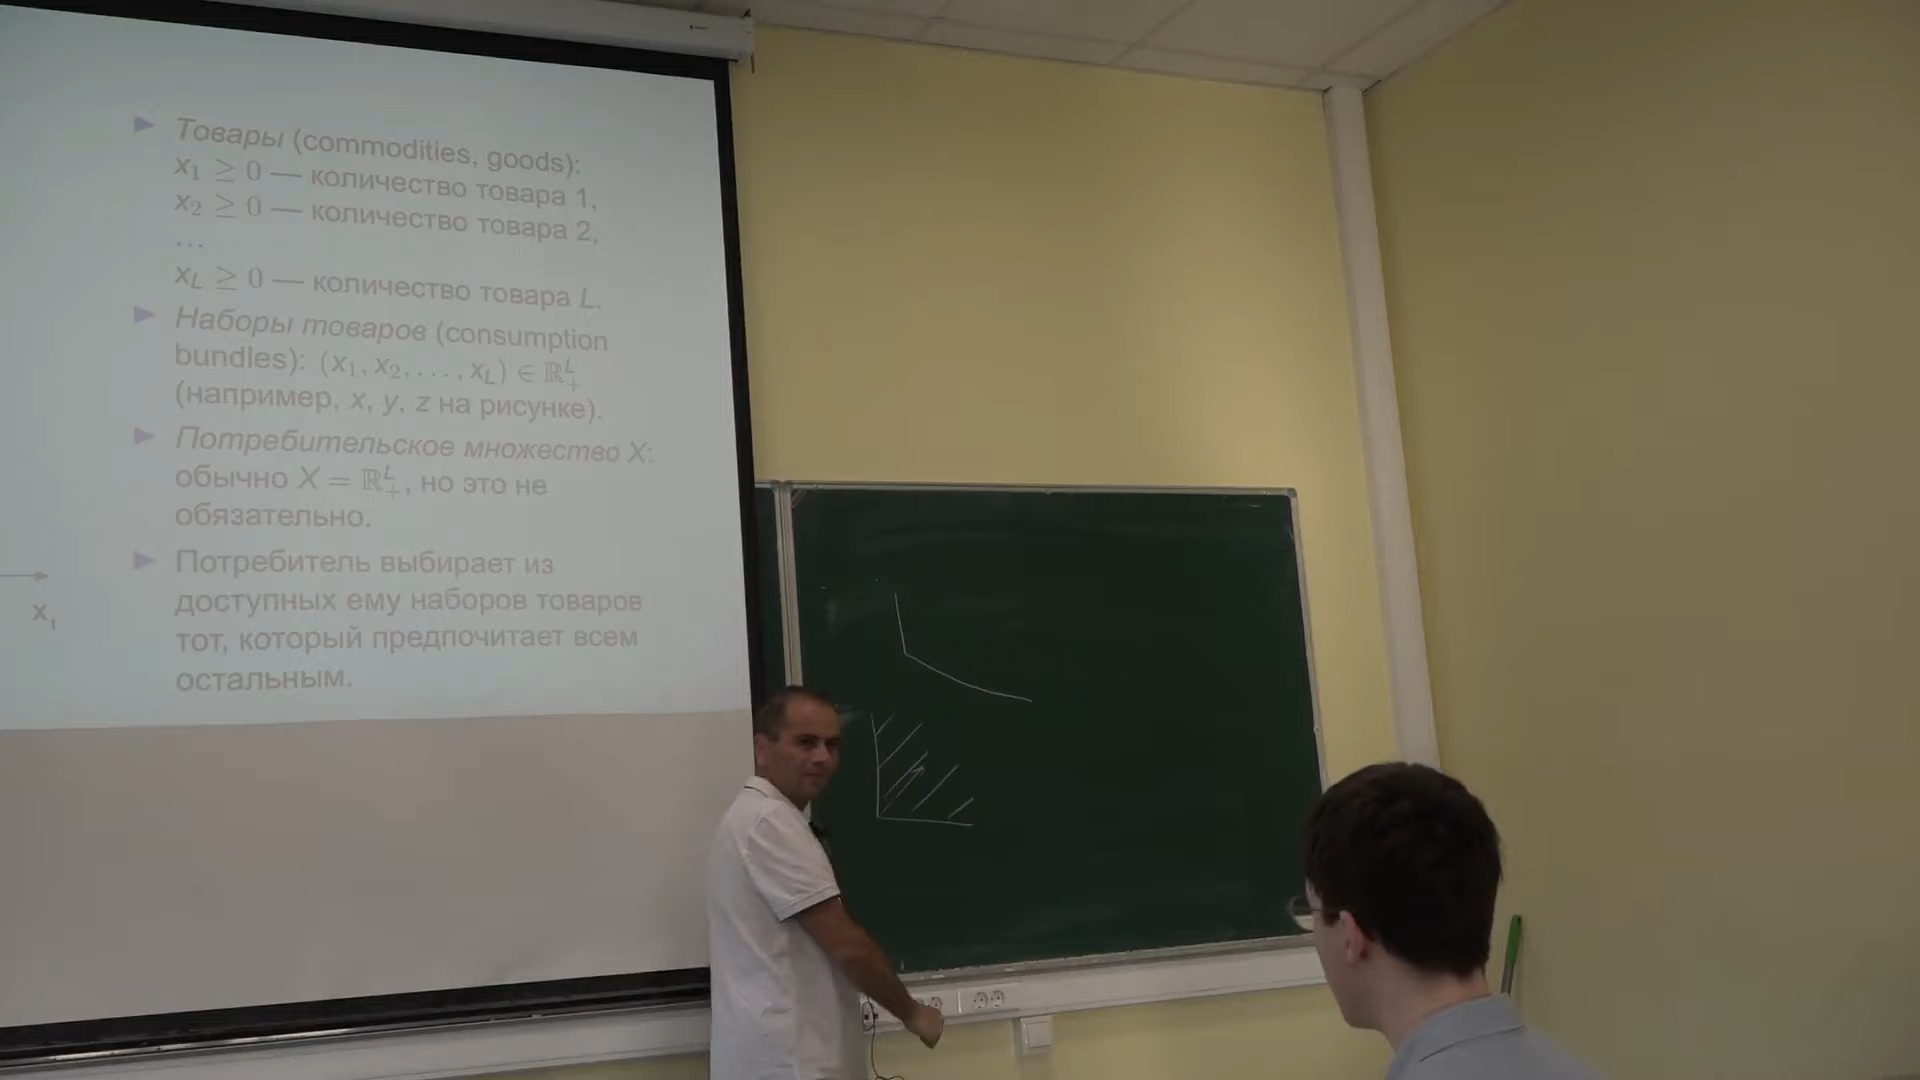 Товары (commodities, goods):
x₁ ≥ 0 — количество товара 1,
x₂ ≥ 0 — количество товара 2,
...
x_L ≥ 0 — количество товара L.
Наборы товаров (consumption
bundles): (x₁, x₂, . . . , x_L) ∈ ℝ₊ᴸ
(например, x, y, z на рисунке).
Потребительское множество X:
обычно X = ℝ₊ᴸ, но это не
обязательно.
Потребитель выбирает из
доступных ему наборов товаров
тот, который предпочитает всем
остальным.
x₁